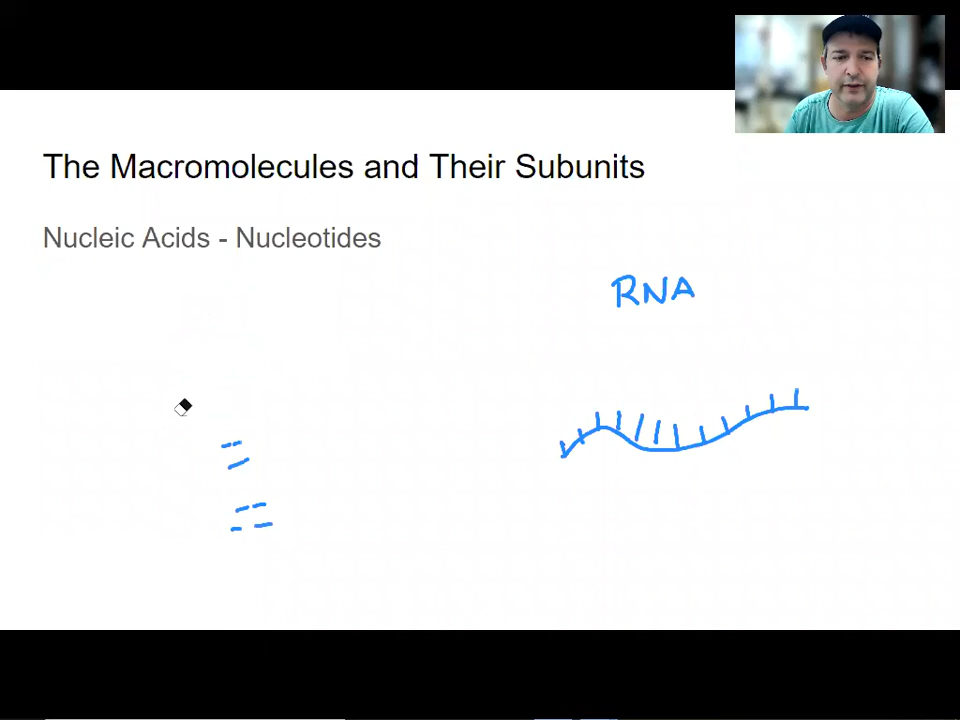 The Macromolecules and Their Subunits
Nucleic Acids - Nucleotides
RNA